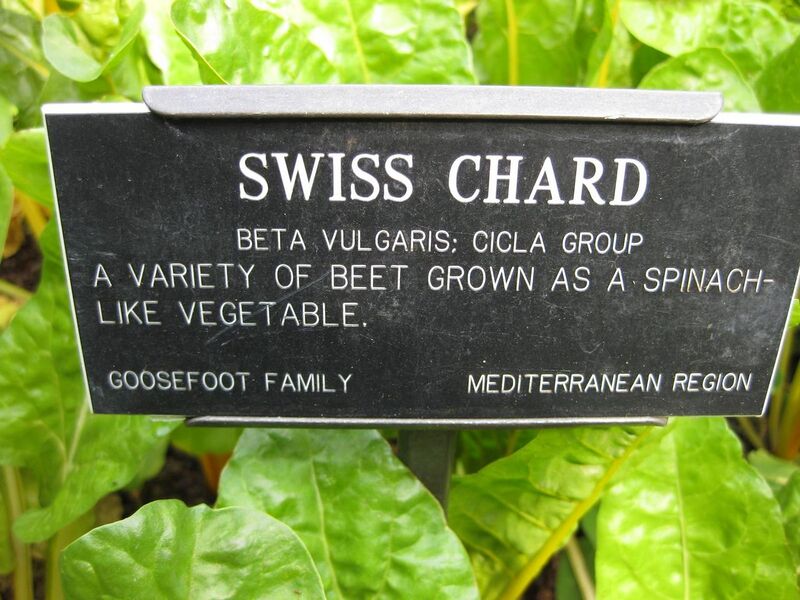 SWISS CHARD
BETA VULGARIS: CICLA GROUP
A VARIETY OF BEET GROWN AS A SPINACH-
LIKE VEGETABLE.
GOOSEFOOT FAMILY MEDITERRANEAN REGION